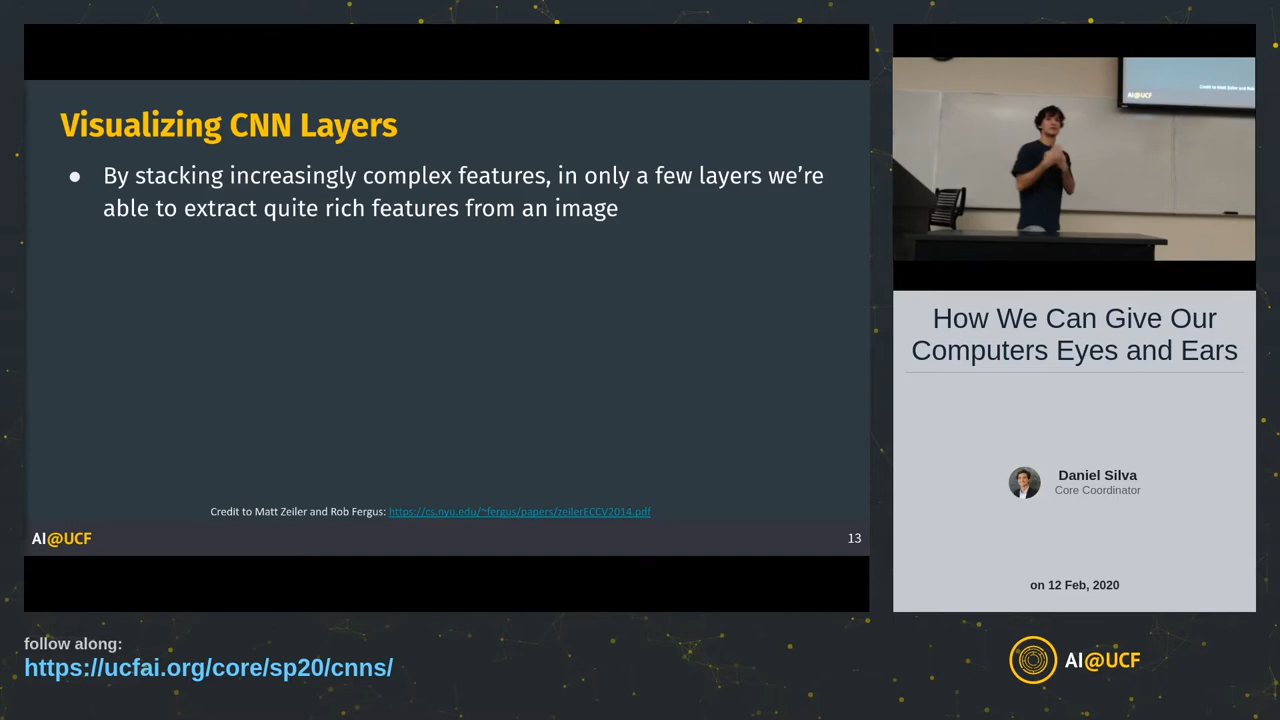 Visualizing CNN Layers
● By stacking increasingly complex features, in only a few layers we’re
able to extract quite rich features from an image
Credit to Matt Zeiler and Rob Fergus: https://cs.nyu.edu/~fergus/papers/zeilerECCV2014.pdf
AI@UCF
13
AI@UCF
How We Can Give Our
Computers Eyes and Ears
Daniel Silva
Core Coordinator
on 12 Feb, 2020
follow along:
https://ucfai.org/core/sp20/cnns/
AI@UCF